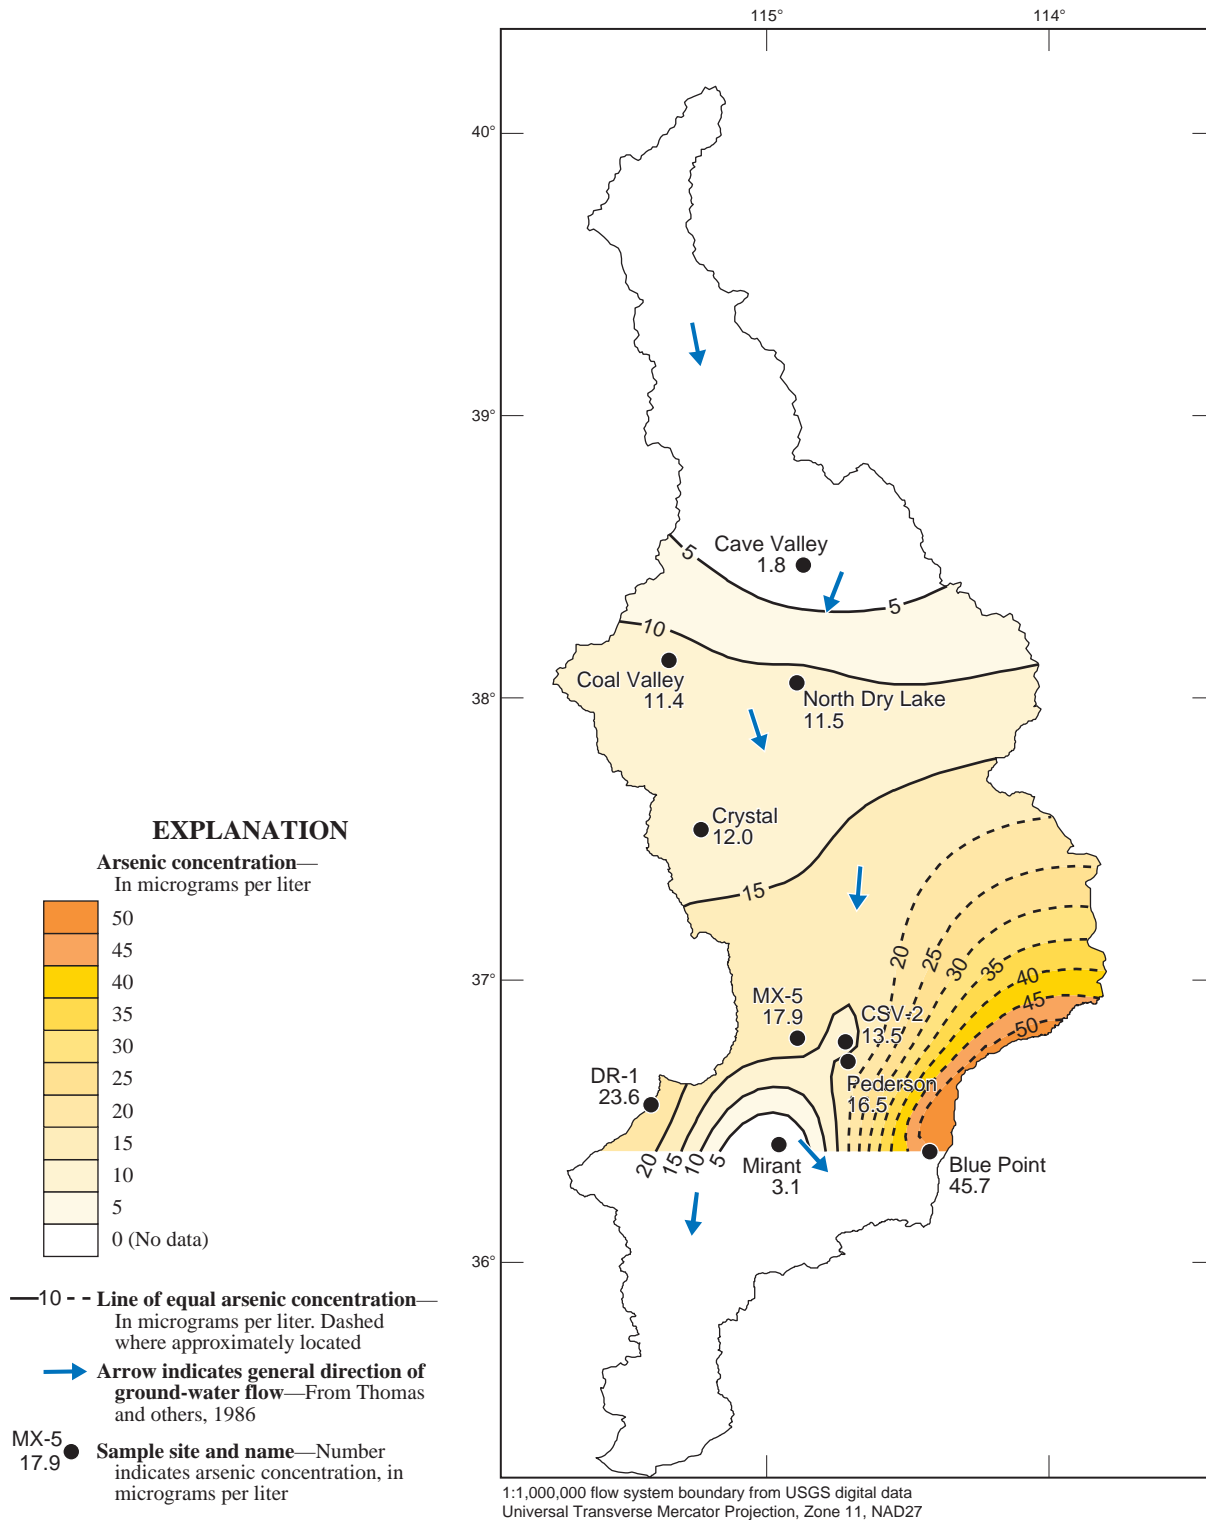 115°
114°
40°
39°
38°
37°
36°
5
Cave Valley
1.8
5
10
Coal Valley
11.4
North Dry Lake
11.5
Crystal
12.0
15
20
25
30
35
40
45
50
MX-5
17.9
CSV-2
13.5
DR-1
23.6
Pederson
16.5
20
15
10
5
Mirant
3.1
Blue Point
45.7
EXPLANATION
Arsenic concentration—
In micrograms per liter
50
45
40
35
30
25
20
15
10
5
0 (No data)
10
Line of equal arsenic concentration—
In micrograms per liter. Dashed
where approximately located
Arrow indicates general direction of
ground-water flow—From Thomas
and others, 1986
MX-5
17.9
Sample site and name—Number
indicates arsenic concentration, in
micrograms per liter
1:1,000,000 flow system boundary from USGS digital data
Universal Transverse Mercator Projection, Zone 11, NAD27